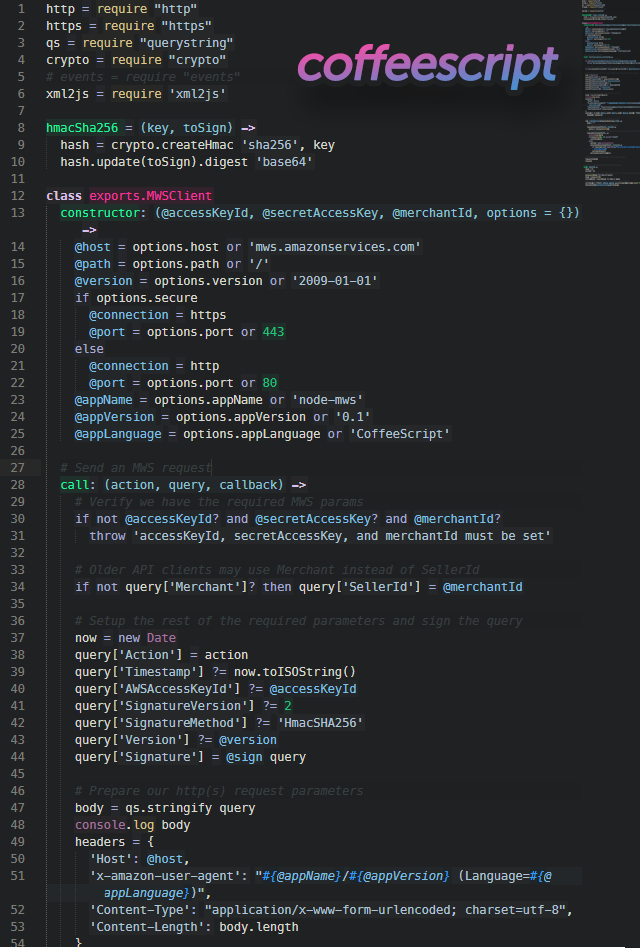 coffeescript
1 http = require "http"
2 https = require "https"
3 qs = require "querystring"
4 crypto = require "crypto"
5 # events = require "events"
6 xml2js = require 'xml2js'
7
8 hmacSha256 = (key, toSign) ->
9 hash = crypto.createHmac 'sha256', key
10 hash.update(toSign).digest 'base64'
11
12 class exports.MWSClient
13 constructor: (@accessKeyId, @secretAccessKey, @merchantId, options = {})
->
14 @host = options.host or 'mws.amazonservices.com'
15 @path = options.path or '/'
16 @version = options.version or '2009-01-01'
17 if options.secure
18 @connection = https
19 @port = options.port or 443
20 else
21 @connection = http
22 @port = options.port or 80
23 @appName = options.appName or 'node-mws'
24 @appVersion = options.appVersion or '0.1'
25 @appLanguage = options.appLanguage or 'CoffeeScript'
26
27 # Send an MWS request
28 call: (action, query, callback) ->
29 # Verify we have the required MWS params
30 if not @accessKeyId? and @secretAccessKey? and @merchantId?
31 throw 'accessKeyId, secretAccessKey, and merchantId must be set'
32
33 # Older API clients may use Merchant instead of SellerId
34 if not query['Merchant']? then query['SellerId'] = @merchantId
35
36 # Setup the rest of the required parameters and sign the query
37 now = new Date
38 query['Action'] = action
39 query['Timestamp'] ?= now.toISOString()
40 query['AWSAccessKeyId'] ?= @accessKeyId
41 query['SignatureVersion'] ?= 2
42 query['SignatureMethod'] ?= 'HmacSHA256'
43 query['Version'] ?= @version
44 query['Signature'] = @sign query
45
46 # Prepare our http(s) request parameters
47 body = qs.stringify query
48 console.log body
49 headers = {
50 'Host': @host,
51 'x-amazon-user-agent': "#{@appName}/#{@appVersion} (Language=#{@
appLanguage})",
52 'Content-Type': "application/x-www-form-urlencoded; charset=utf-8",
53 'Content-Length': body.length
54 }